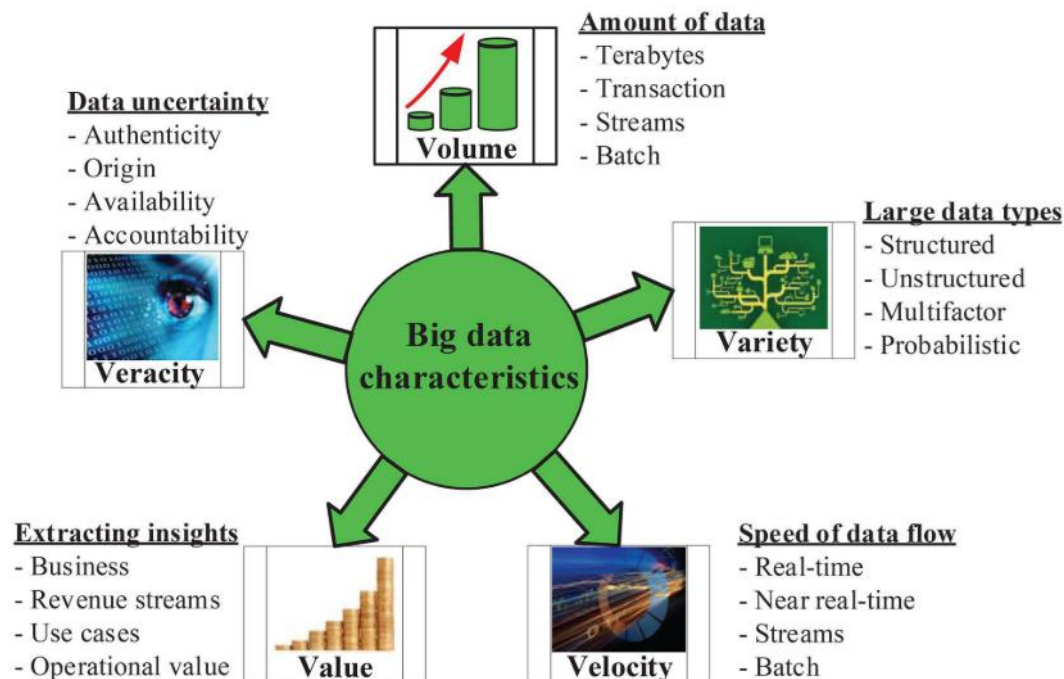 Amount of data
- Terabytes
- Transaction
- Streams
- Batch
Volume
Data uncertainty
- Authenticity
- Origin
- Availability
- Accountability
Veracity
Large data types
- Structured
- Unstructured
- Multifactor
- Probabilistic
Variety
Big data
characteristics
Extracting insights
- Business
- Revenue streams
- Use cases
- Operational value
Value
Speed of data flow
- Real-time
- Near real-time
- Streams
- Batch
Velocity